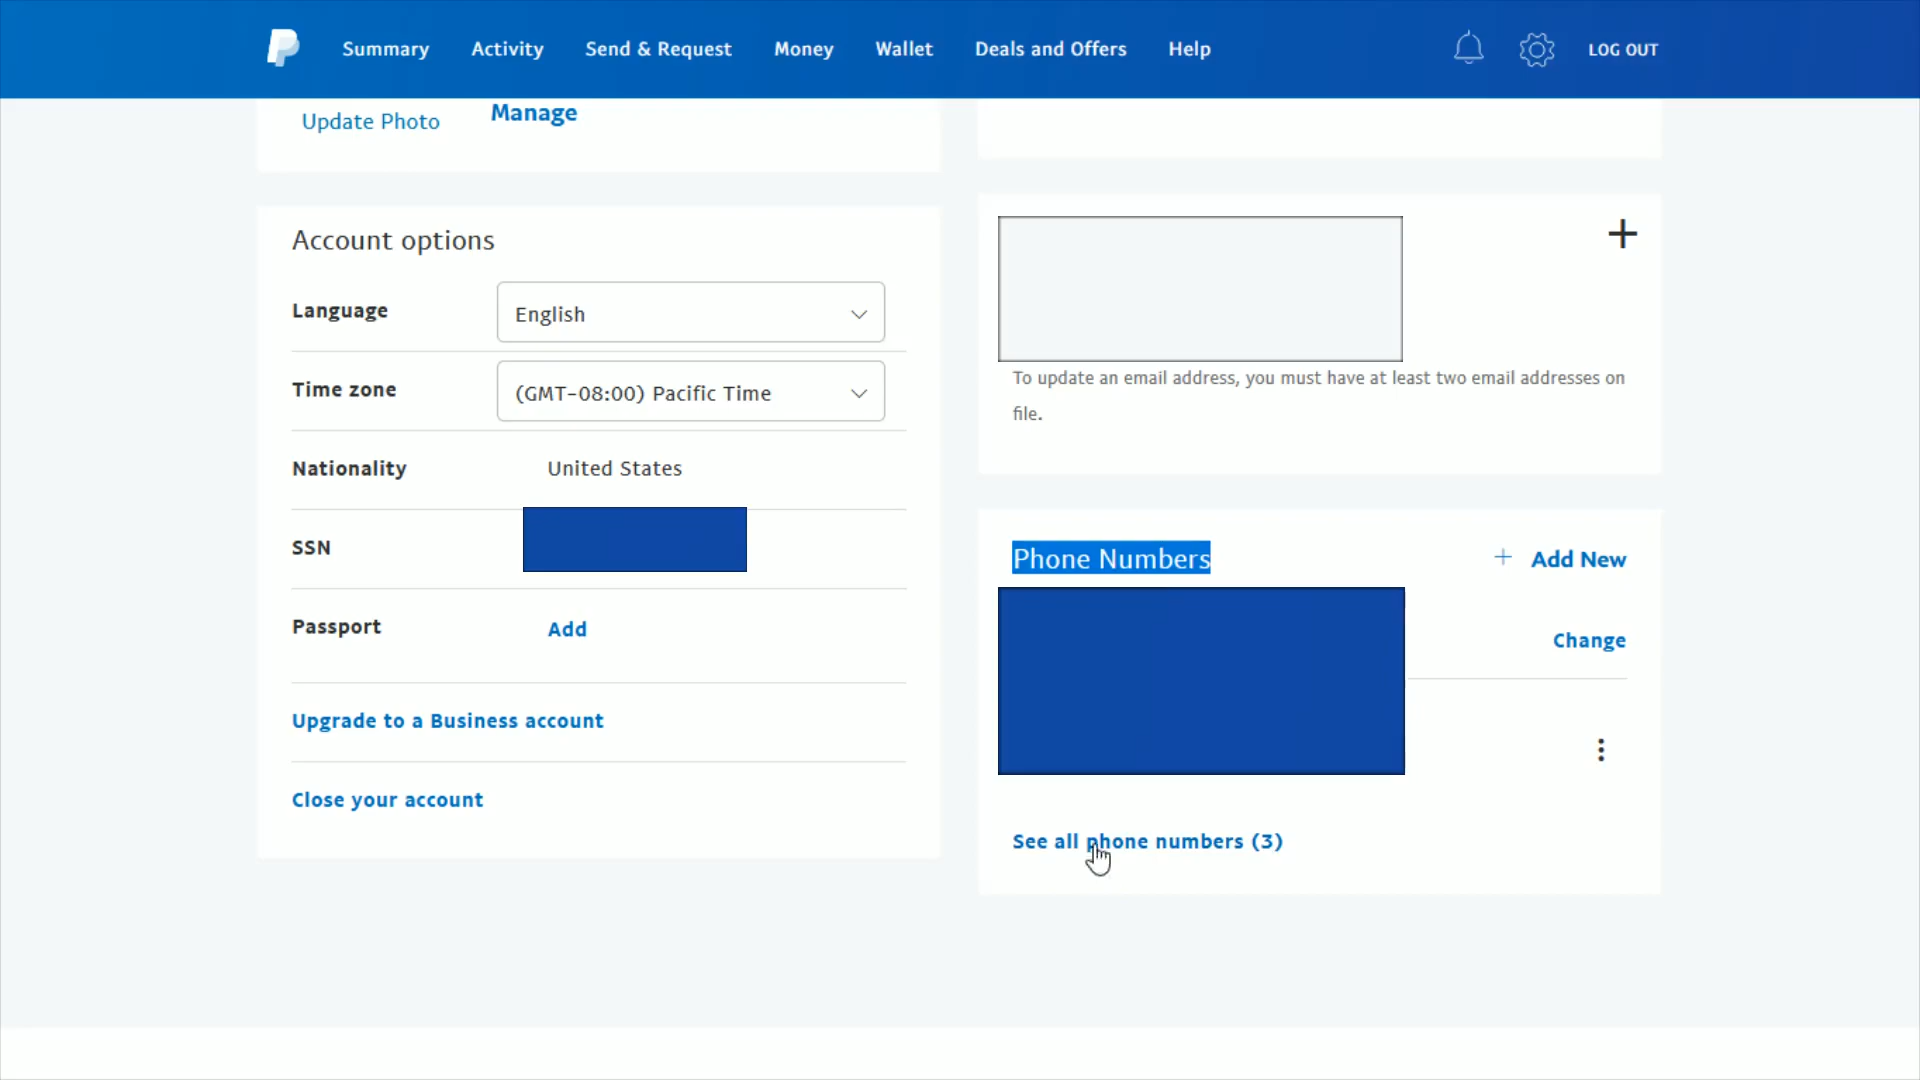 Summary
Activity
Send & Request
Money
Wallet
Deals and Offers
Help
LOG OUT
Update Photo
Manage
Account options
Language
English
Time zone
(GMT-08:00) Pacific Time
Nationality
United States
SSN
Passport
Add
Upgrade to a Business account
Close your account
To update an email address, you must have at least two email addresses on
file.
Phone Numbers
Add New
Change
See all phone numbers (3)